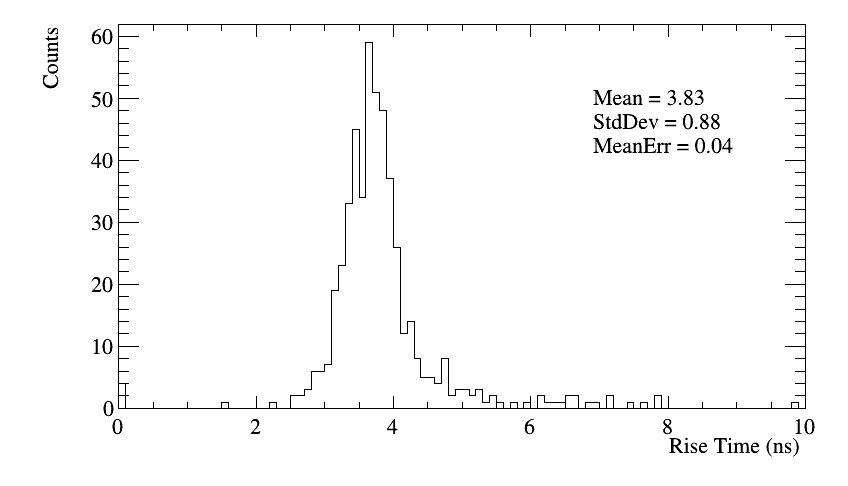 Counts
60
50
40
30
20
10
0
Mean = 3.83
StdDev = 0.88
MeanErr = 0.04
0 2 4 6 8 10
Rise Time (ns)